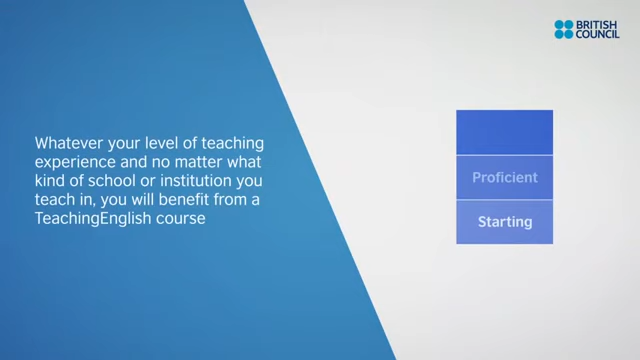 BRITISH
COUNCIL
Whatever your level of teaching
experience and no matter what
kind of school or institution you
teach in, you will benefit from a
TeachingEnglish course
Proficient
Starting